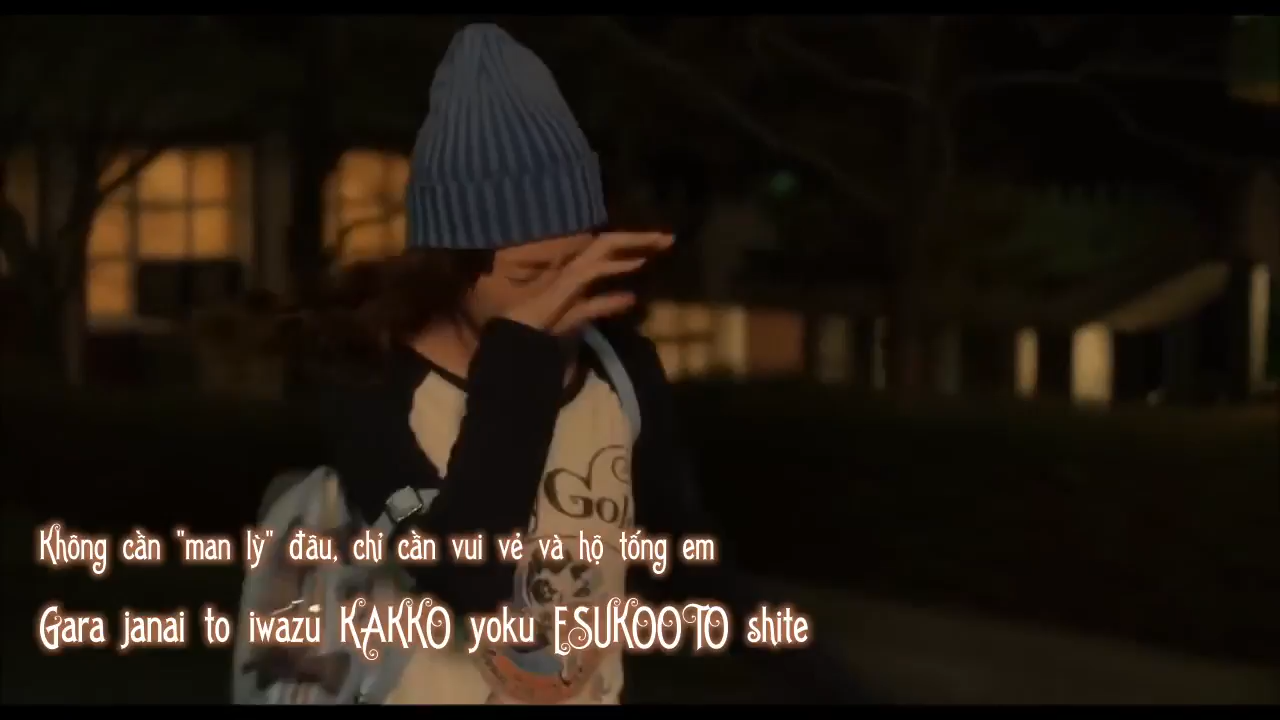 Gol
Không cần "man lỳ" đâu, chỉ cần vui vẻ và hộ tống em
Gara janai to iwazu KAKKO yoku ESUKOOTO shite